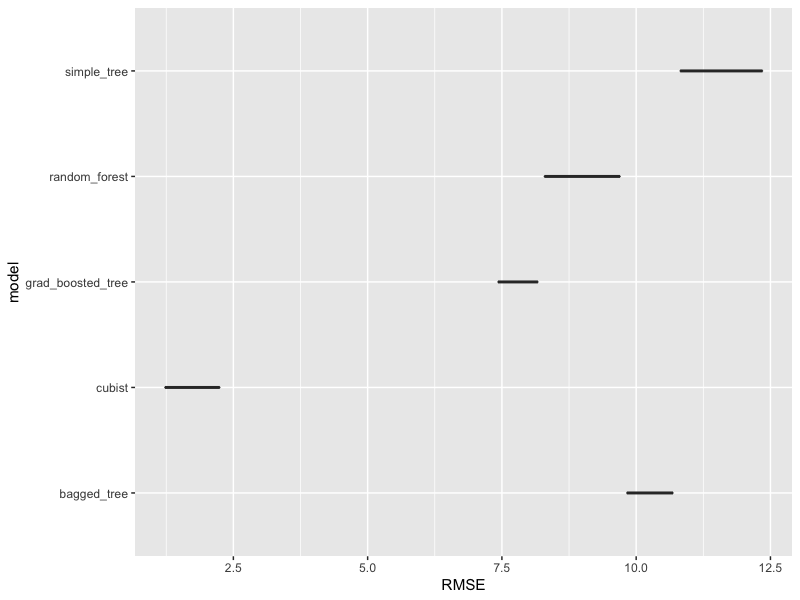 simple_tree
random_forest
grad_boosted_tree
cubist
bagged_tree
model
2.5 5.0 7.5 10.0 12.5
RMSE